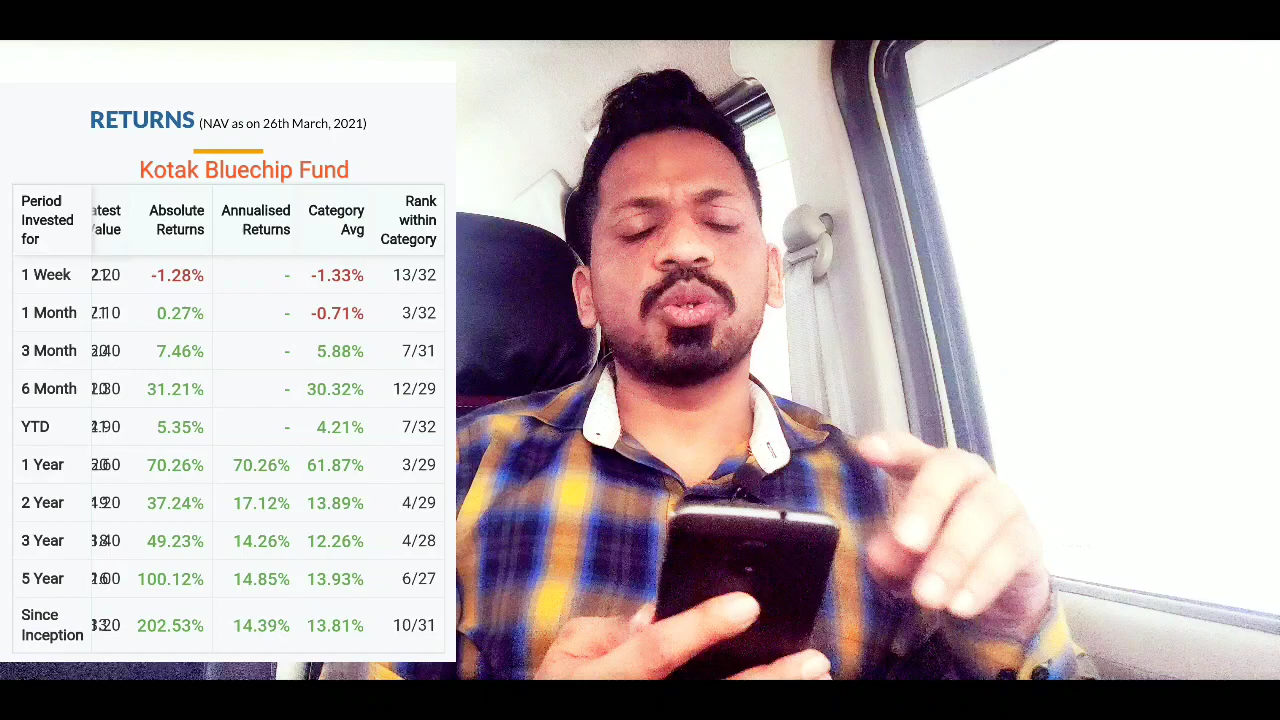 RETURNS (NAV as on 26th March, 2021)
Kotak Bluechip Fund
Period Invested for Absolute Returns Annualised Returns Category Avg Rank within Category
1 Week -1.28% - -1.33% 13/32
1 Month 0.27% - -0.71% 3/32
3 Month 7.46% - 5.88% 7/31
6 Month 31.21% - 30.32% 12/29
YTD 5.35% - 4.21% 7/32
1 Year 70.26% 70.26% 61.87% 3/29
2 Year 37.24% 17.12% 13.89% 4/29
3 Year 49.23% 14.26% 12.26% 4/28
5 Year 100.12% 14.85% 13.93% 6/27
Since Inception 202.53% 14.39% 13.81% 10/31